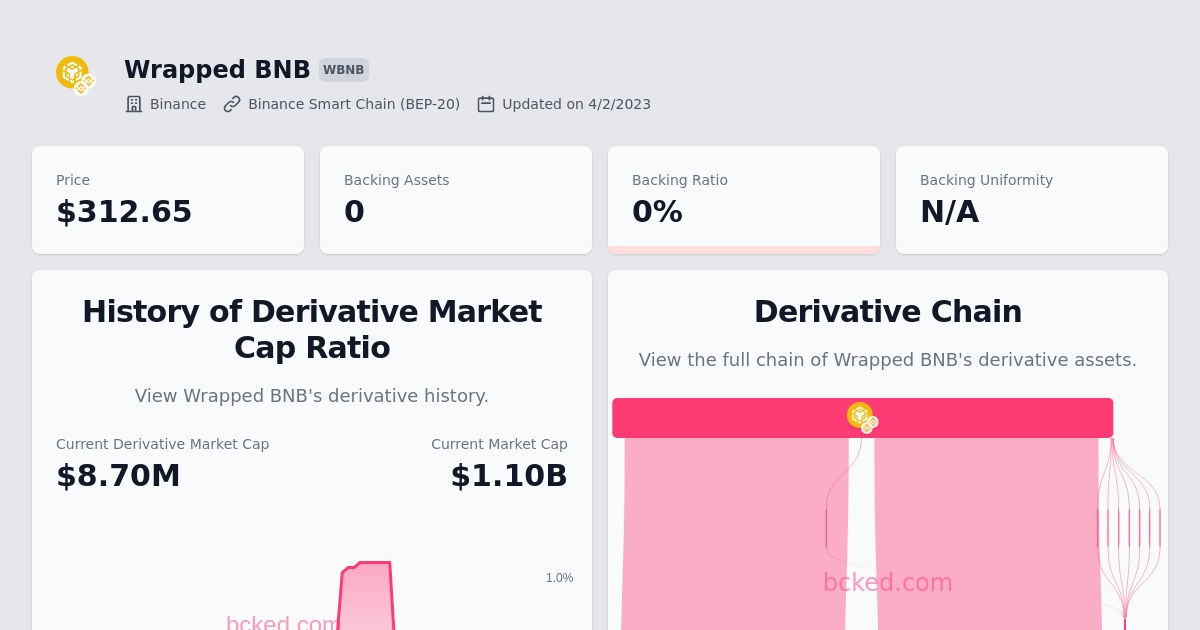 Wrapped BNB WBNB
Binance Binance Smart Chain (BEP-20) Updated on 4/2/2023
Price
$312.65
Backing Assets
0
Backing Ratio
0%
Backing Uniformity
N/A
History of Derivative Market
Cap Ratio
View Wrapped BNB's derivative history.
Current Derivative Market Cap
$8.70M
Current Market Cap
$1.10B
1.0%
bcked.com
Derivative Chain
View the full chain of Wrapped BNB's derivative assets.
bcked.com